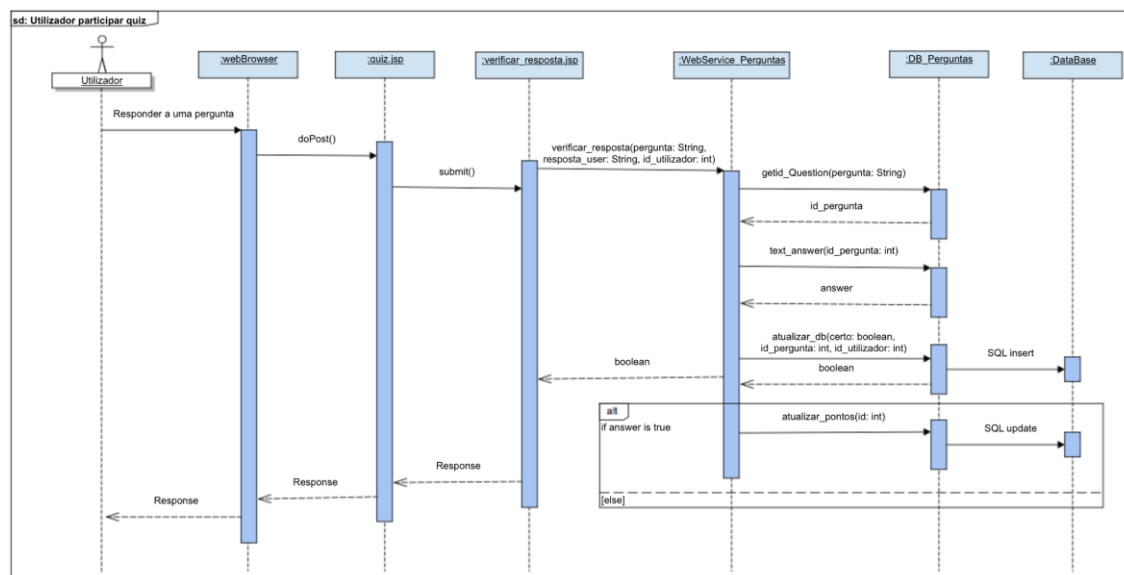 sd: Utilizador participar quiz
Utilizador
:webBrowser
:quiz.jsp
:verificar_resposta.jsp
:WebService_Perguntas
:DB_Perguntas
:DataBase
Responder a uma pergunta
doPost()
submit()
verificar_resposta(pergunta: String,
resposta_user: String, id_utilizador: int)
getid_Question(pergunta: String)
id_pergunta
text_answer(id_pergunta: int)
answer
atualizar_db(certo: boolean,
id_pergunta: int, id_utilizador: int)
SQL insert
boolean
boolean
alt
if answer is true
atualizar_pontos(id: int)
SQL update
Response
Response
Response
[else]